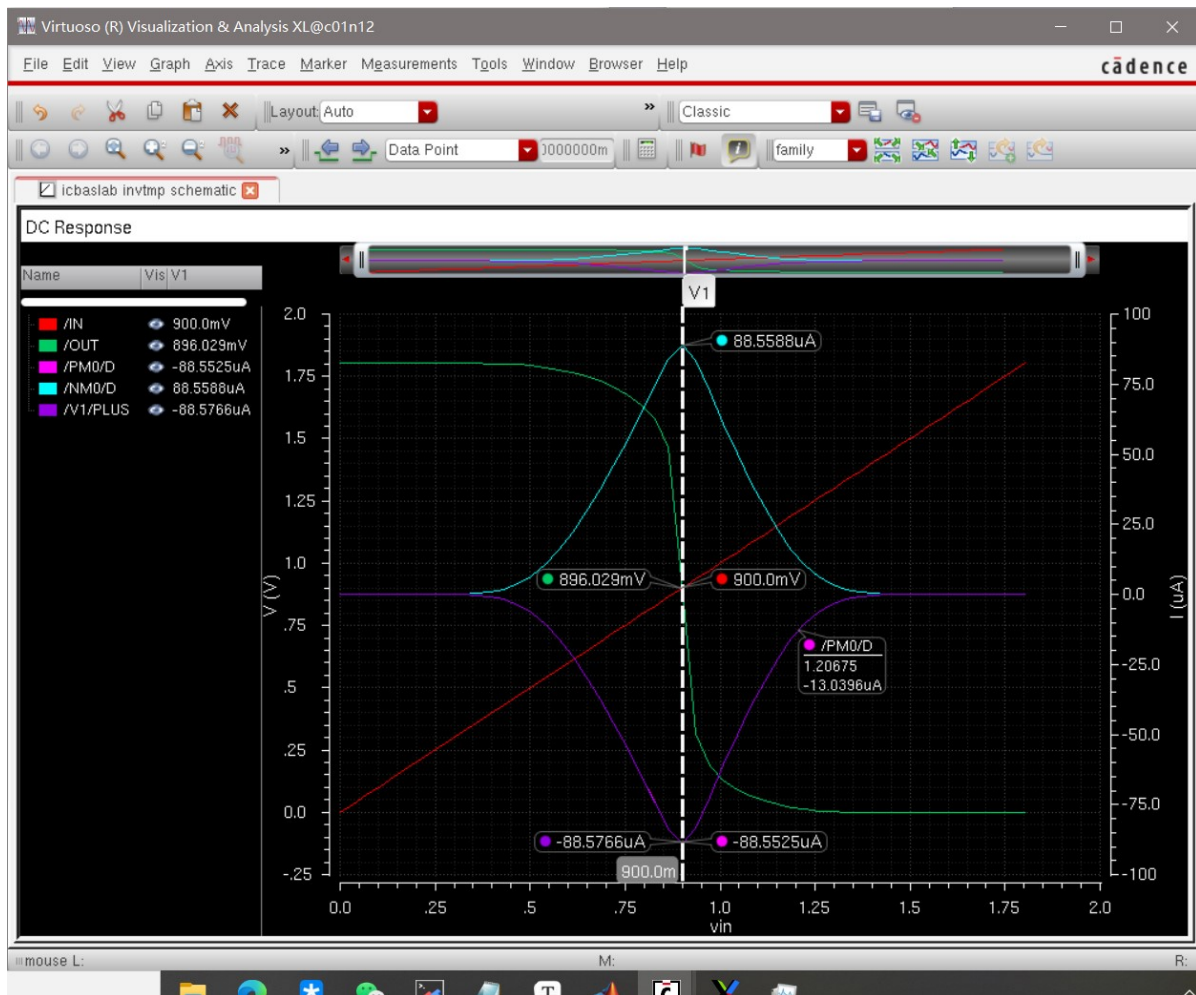 Virtuoso (R) Visualization & Analysis XL@c01n12
File Edit View Graph Axis Trace Marker Measurements Tools Window Browser Help
cādence
Layout: Auto
» Classic
» Data Point
0000000m
family
icbaslab invtmp schematic
DC Response
Name Vis V1
/IN 900.0mV
/OUT 896.029mV
/PM0/D -88.5525uA
/NM0/D 88.5588uA
/V1/PLUS -88.5766uA
V1
2.0
1.75
1.5
1.25
1.0
.75
.5
.25
0.0
-.25
V (V)
88.5588uA
896.029mV
900.0mV
/PM0/D
1.20675
-13.0396uA
-88.5766uA
-88.5525uA
900.0m
100
75.0
50.0
25.0
0.0
-25.0
-50.0
-75.0
-100
I (uA)
0.0 .25 .5 .75 1.0 1.25 1.5 1.75 2.0
vin
mouse L: M: R:
T